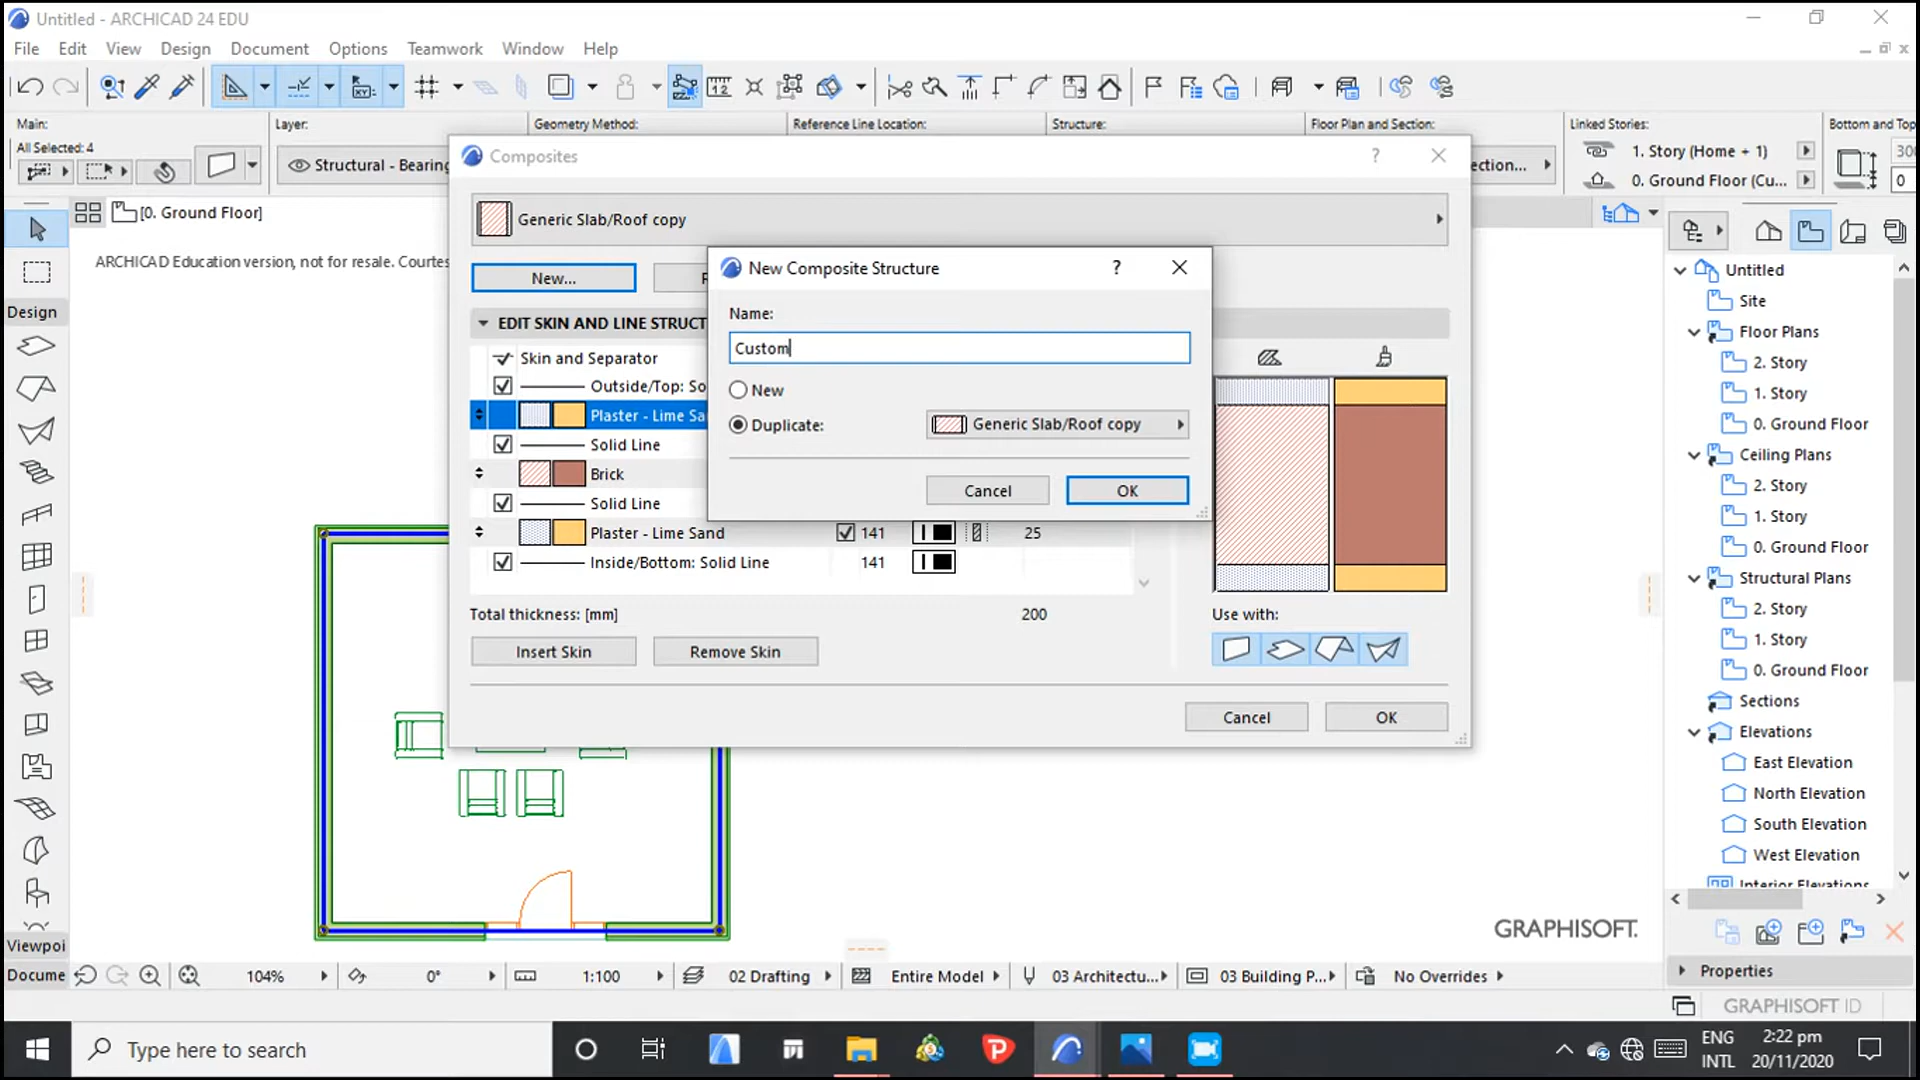 Untitled - ARCHICAD 24 EDU
File Edit View Design Document Options Teamwork Window Help
Main:
All Selected: 4
Layer:
Structural - Bearing
Geometry Method:
Reference Line Location:
Structure:
Floor Plan and Section:
ection...
Linked Stories:
1. Story (Home + 1)
0. Ground Floor (Cu...
Bottom and Top
0
[0. Ground Floor]
ARCHICAD Education version, not for resale. Courtes
Design
Viewpoi
Docume
Composites
?
Generic Slab/Roof copy
New...
EDIT SKIN AND LINE STRUCT
Skin and Separator
Outside/Top: So
Plaster - Lime Sa
Solid Line
Brick
Solid Line
Plaster - Lime Sand 141 25
Inside/Bottom: Solid Line 141
Total thickness: [mm] 200
Insert Skin
Remove Skin
Use with:
Cancel
OK
New Composite Structure
?
Name:
Custom
New
Duplicate:
Generic Slab/Roof copy
Cancel
OK
Untitled
Site
Floor Plans
2. Story
1. Story
0. Ground Floor
Ceiling Plans
2. Story
1. Story
0. Ground Floor
Structural Plans
2. Story
1. Story
0. Ground Floor
Sections
Elevations
East Elevation
North Elevation
South Elevation
West Elevation
Interior Elevations
Properties
GRAPHISOFT.
104% 0° 1:100 02 Drafting Entire Model 03 Architectu... 03 Building P... No Overrides
GRAPHISOFT ID
Type here to search
ENG
INTL
2:22 pm
20/11/2020